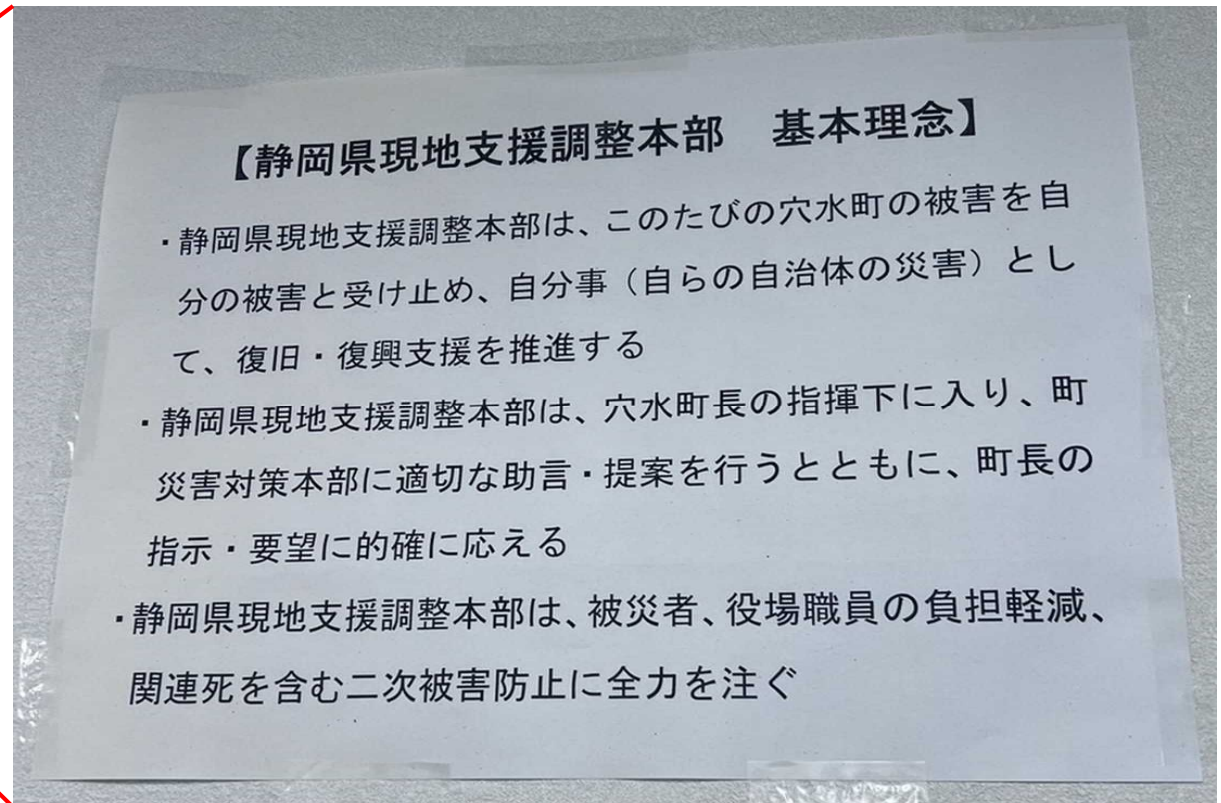 【静岡県現地支援調整本部　基本理念】
・静岡県現地支援調整本部は、このたびの穴水町の被害を自
分の被害と受け止め、自分事（自らの自治体の災害）とし
て、復旧・復興支援を推進する
・静岡県現地支援調整本部は、穴水町長の指揮下に入り、町
災害対策本部に適切な助言・提案を行うとともに、町長の
指示・要望に的確に応える
・静岡県現地支援調整本部は、被災者、役場職員の負担軽減、
関連死を含む二次被害防止に全力を注ぐ